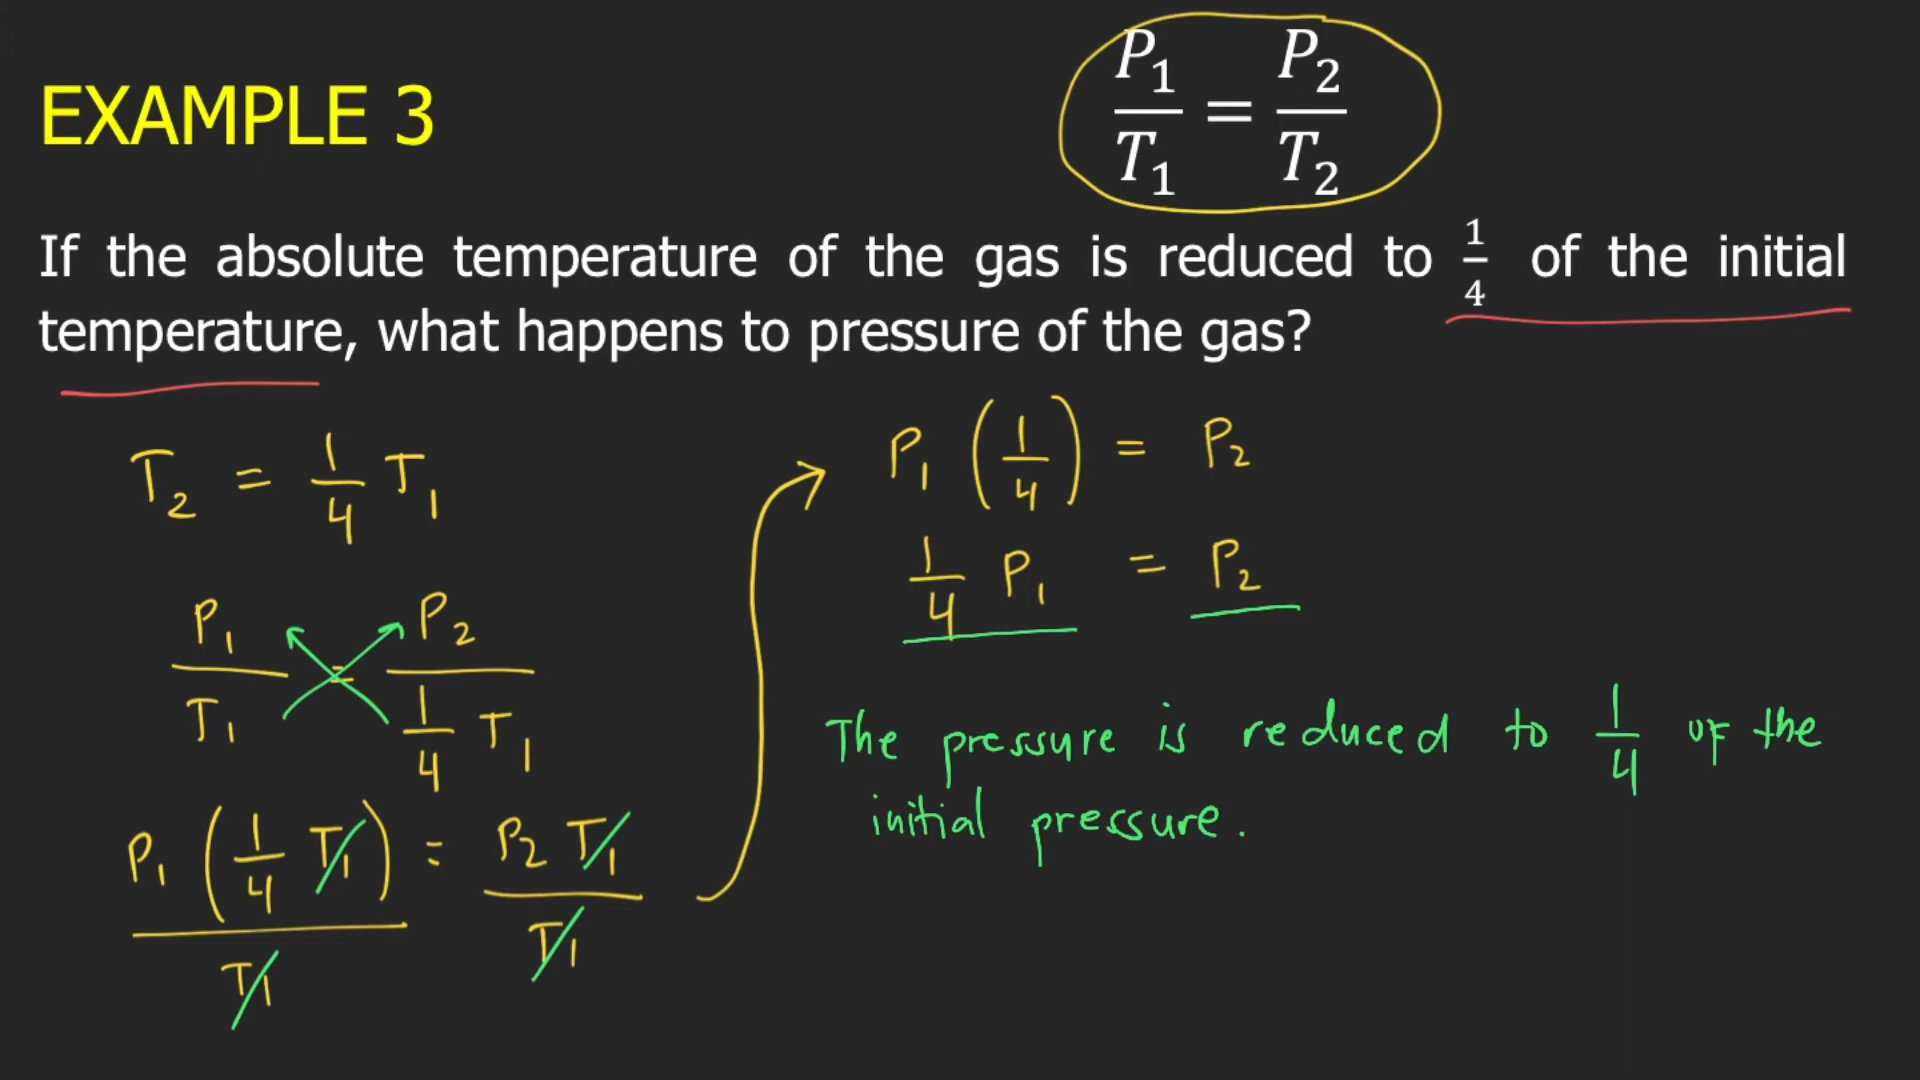 P₁/T₁ = P₂/T₂
EXAMPLE 3
If the absolute temperature of the gas is reduced to 1/4 of the initial
temperature, what happens to pressure of the gas?
T₂ = 1/4 T₁
P₁/T₁ = P₂/(1/4 T₁)
P₁(1/4 T₁)/T₁ = P₂ T₁/T₁
P₁ (1/4) = P₂
1/4 P₁ = P₂
The pressure is reduced to 1/4 of the
initial pressure.